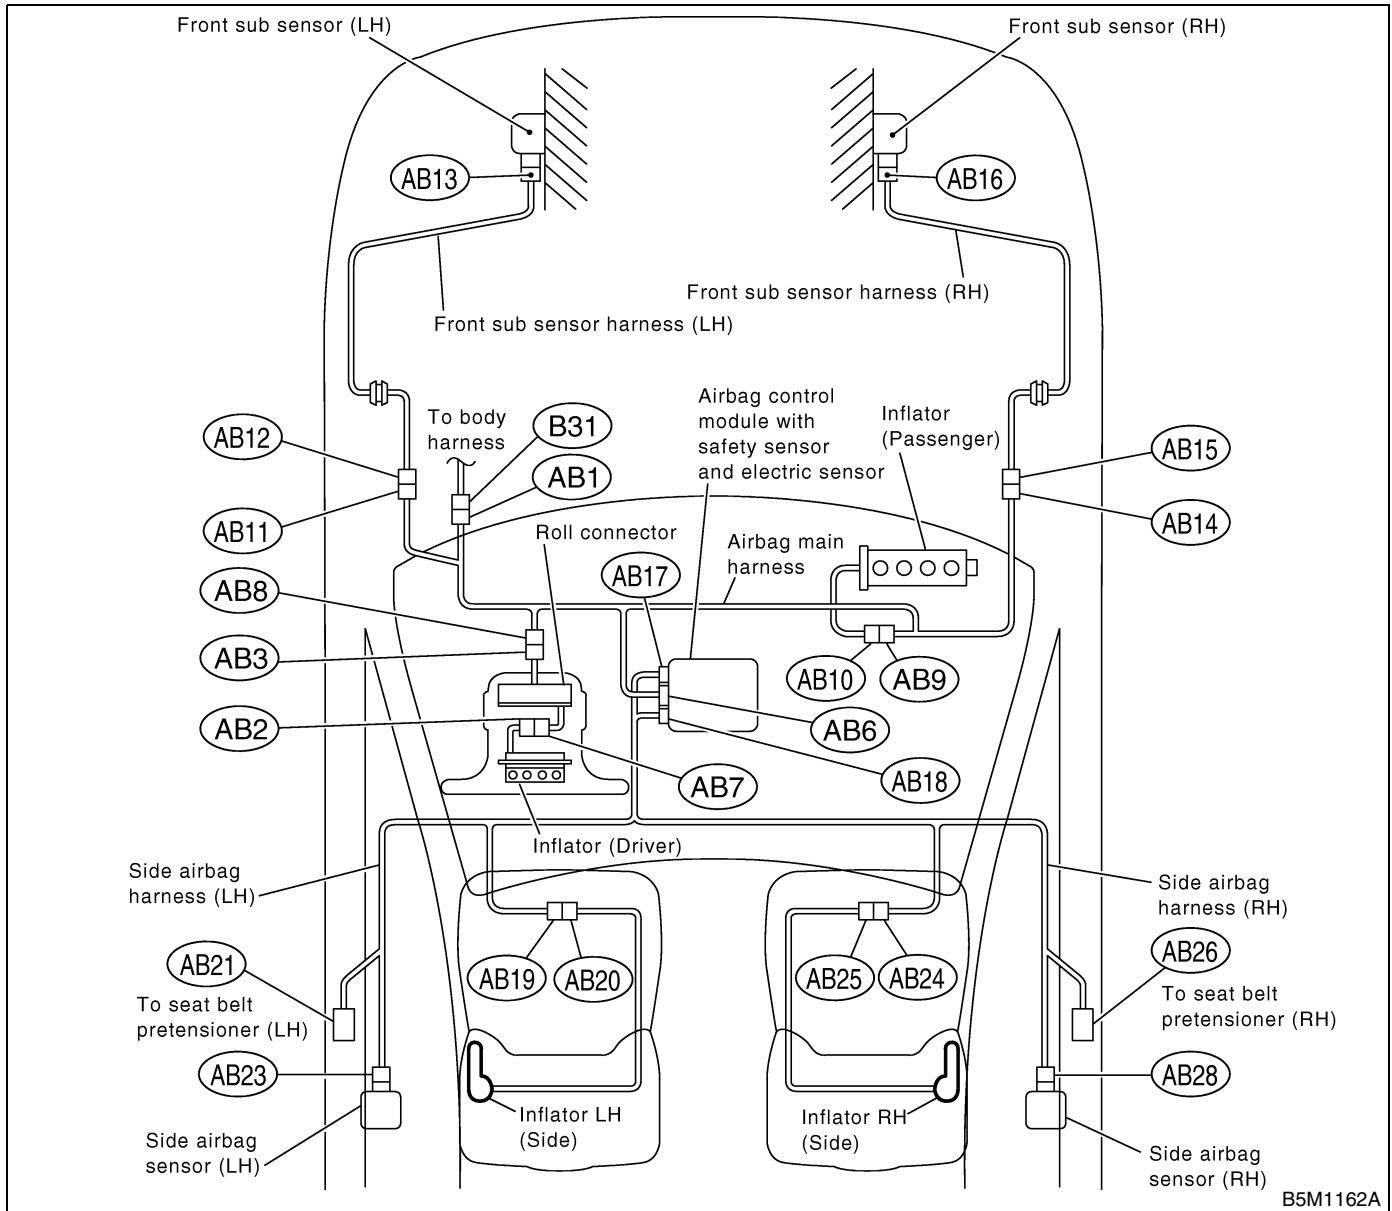 Front sub sensor (LH)
Front sub sensor (RH)
AB13
AB16
Front sub sensor harness (RH)
Front sub sensor harness (LH)
Airbag control
module with
safety sensor
and electric sensor
Inflator
(Passenger)
To body
harness
B31
AB12
AB15
AB1
AB11
AB14
Roll connector
Airbag main
harness
AB17
AB8
AB3
AB10
AB9
AB2
AB6
AB7
AB18
Inflator (Driver)
Side airbag
harness (LH)
Side airbag
harness (RH)
AB21
AB19
AB20
AB25
AB24
AB26
To seat belt
pretensioner (LH)
To seat belt
pretensioner (RH)
AB23
AB28
Inflator LH
(Side)
Inflator RH
(Side)
Side airbag
sensor (LH)
Side airbag
sensor (RH)
B5M1162A